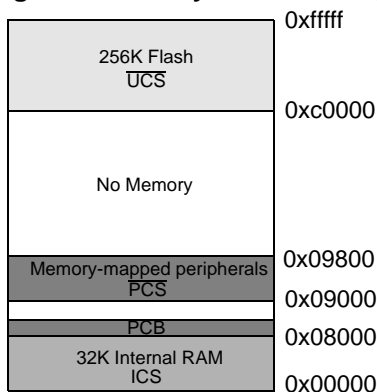 0xfffff
256K Flash
UCS
0xc0000
No Memory
0x09800
Memory-mapped peripherals
PCS
0x09000
PCB
0x08000
32K Internal RAM
ICS
0x00000